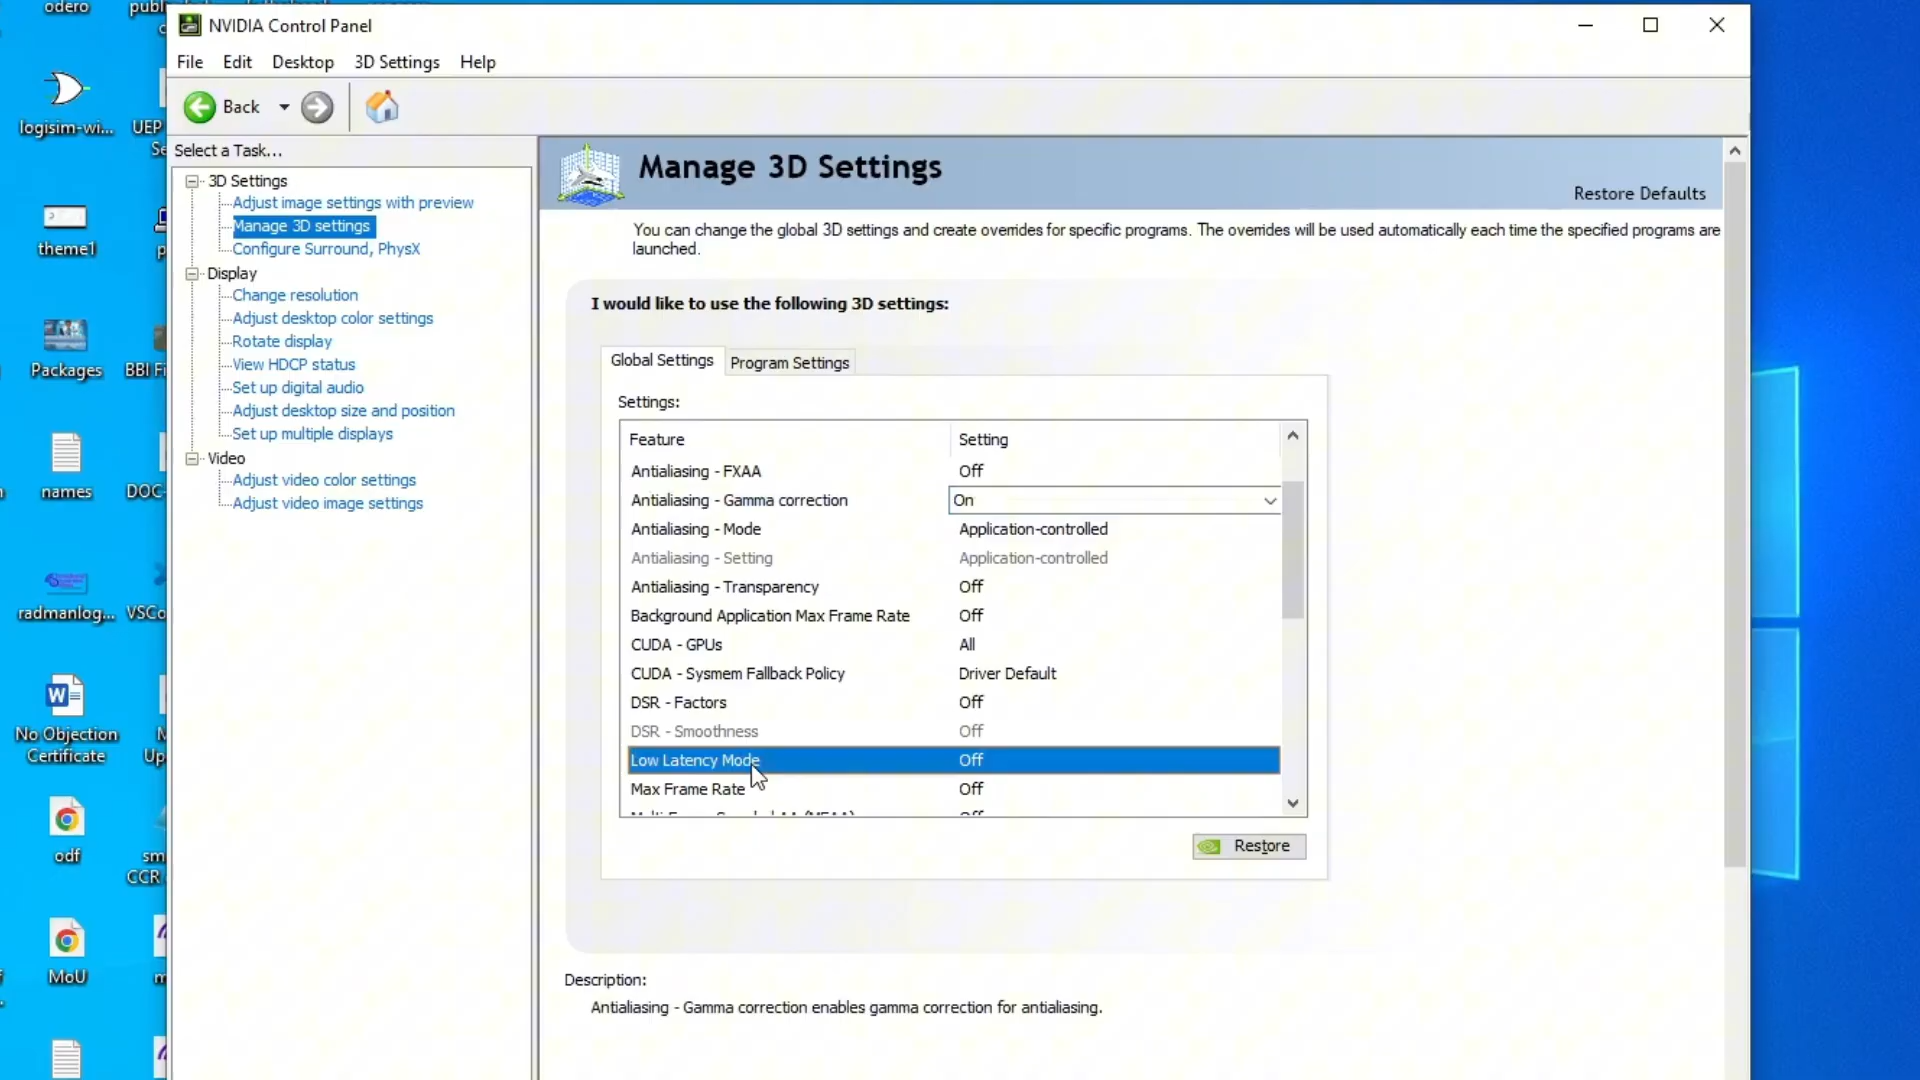 odero
NVIDIA Control Panel
File Edit Desktop 3D Settings Help
Back
logisim-wi...
UEP
Select a Task...
3D Settings
Adjust image settings with preview
Manage 3D settings
Configure Surround, PhysX
Display
Change resolution
Adjust desktop color settings
Rotate display
View HDCP status
Set up digital audio
Adjust desktop size and position
Set up multiple displays
Video
Adjust video color settings
Adjust video image settings
Manage 3D Settings
Restore Defaults
You can change the global 3D settings and create overrides for specific programs. The overrides will be used automatically each time the specified programs are
launched.
I would like to use the following 3D settings:
Global Settings Program Settings
Settings:
Feature Setting
Antialiasing - FXAA Off
Antialiasing - Gamma correction On
Antialiasing - Mode Application-controlled
Antialiasing - Setting Application-controlled
Antialiasing - Transparency Off
Background Application Max Frame Rate Off
CUDA - GPUs All
CUDA - Sysmem Fallback Policy Driver Default
DSR - Factors Off
DSR - Smoothness Off
Low Latency Mode Off
Max Frame Rate Off
Restore
Description:
Antialiasing - Gamma correction enables gamma correction for antialiasing.
theme1
Packages
BBI Fi
names
DOC-
radmanlog...
VSCo
No Objection
Certificate
Up
odf
sm
CCR
MoU